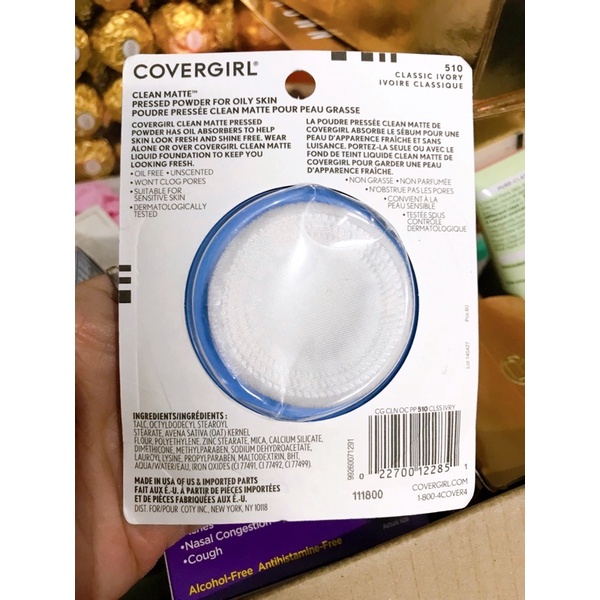 COVERGIRL®
510
CLASSIC IVORY
IVOIRE CLASSIQUE
CLEAN MATTE™
PRESSED POWDER FOR OILY SKIN
POUDRE PRESSÉE CLEAN MATTE POUR PEAU GRASSE
COVERGIRL CLEAN MATTE PRESSED
POWDER HAS OIL ABSORBERS TO HELP
SKIN LOOK FRESH AND SHINE FREE. WEAR
ALONE OR OVER COVERGIRL CLEAN MATTE
LIQUID FOUNDATION TO KEEP YOU
LOOKING FRESH.
• OIL FREE • UNSCENTED
• WON'T CLOG PORES
• SUITABLE FOR
SENSITIVE SKIN
• DERMATOLOGICALLY
TESTED
LA POUDRE PRESSÉE CLEAN MATTE DE
COVERGIRL ABSORBE LE SÉBUM POUR UNE
PEAU D'APPARENCE FRAÎCHE ET SANS
LUISANCE. PORTEZ-LA SEULE OU AVEC LE
FOND DE TEINT LIQUIDE CLEAN MATTE DE
COVERGIRL POUR GARDER UNE PEAU
D'APPARENCE FRAÎCHE.
• NON GRASSE • NON PARFUMÉE
• N'OBSTRUE PAS LES PORES
• CONVIENT À LA
PEAU SENSIBLE
• TESTÉE SOUS
CONTRÔLE
DERMATOLOGIQUE
INGREDIENTS/INGRÉDIENTS :
TALC, OCTYLDODECYL STEAROYL
STEARATE, AVENA SATIVA (OAT) KERNEL
FLOUR, POLYETHYLENE, ZINC STEARATE, MICA, CALCIUM SILICATE,
DIMETHICONE, METHYLPARABEN, SODIUM DEHYDROACETATE,
LAUROYL LYSINE, PROPYLPARABEN, MALTODEXTRIN, BHT,
AQUA/WATER/EAU, IRON OXIDES (CI 77491, CI 77492, CI 77499).
MADE IN USA OF US & IMPORTED PARTS
FAIT AUX É.-U. À PARTIR DE PIÈCES IMPORTÉES
ET DE PIÈCES FABRIQUÉES AUX É.-U.
DIST. FOR/POUR COTY INC., NEW YORK, NY 10118
CG CLN OC PP 510 CLSS IVRY
99260071291
0 22700 12285 1
111800
COVERGIRL.COM
1-800-4COVER4
•Nasal Congestion
•Cough
Alcohol-Free Antihistamine-Free